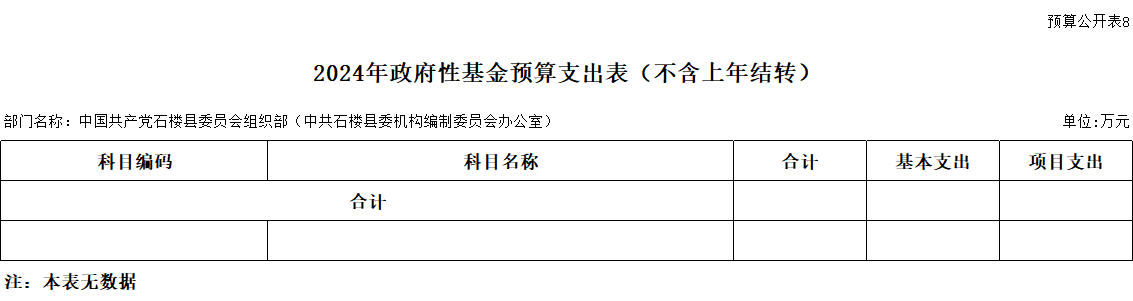 预算公开表8
2024年政府性基金预算支出表（不含上年结转）
部门名称：中国共产党石楼县委员会组织部（中共石楼县委机构编制委员会办公室） 单位:万元
科目编码 科目名称 合计 基本支出 项目支出
合计
注：本表无数据